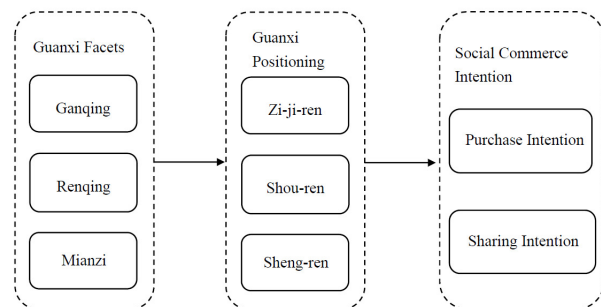 Guanxi Facets
Ganqing
Renqing
Mianzi
Guanxi
Positioning
Zi-ji-ren
Shou-ren
Sheng-ren
Social Commerce
Intention
Purchase Intention
Sharing Intention